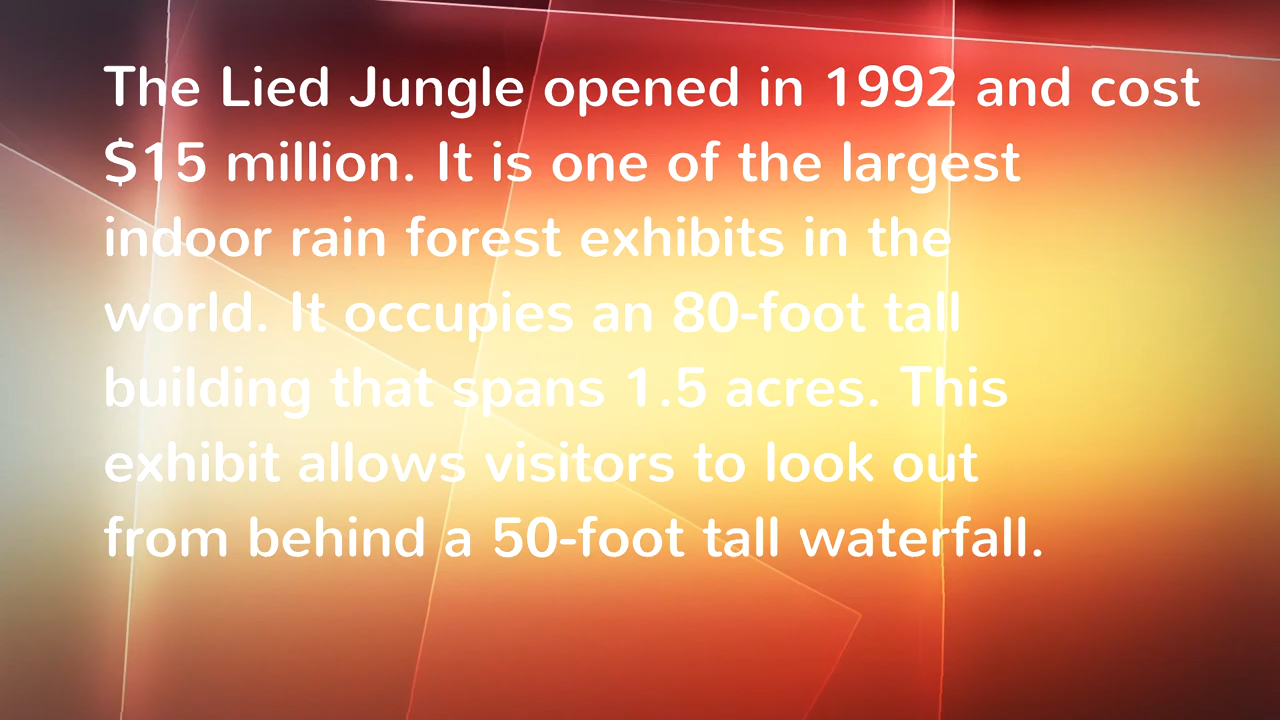 The Lied Jungle opened in 1992 and cost
$15 million. It is one of the largest
indoor rain forest exhibits in the
world. It occupies an 80-foot tall
building that spans 1.5 acres. This
exhibit allows visitors to look out
from behind a 50-foot tall waterfall.